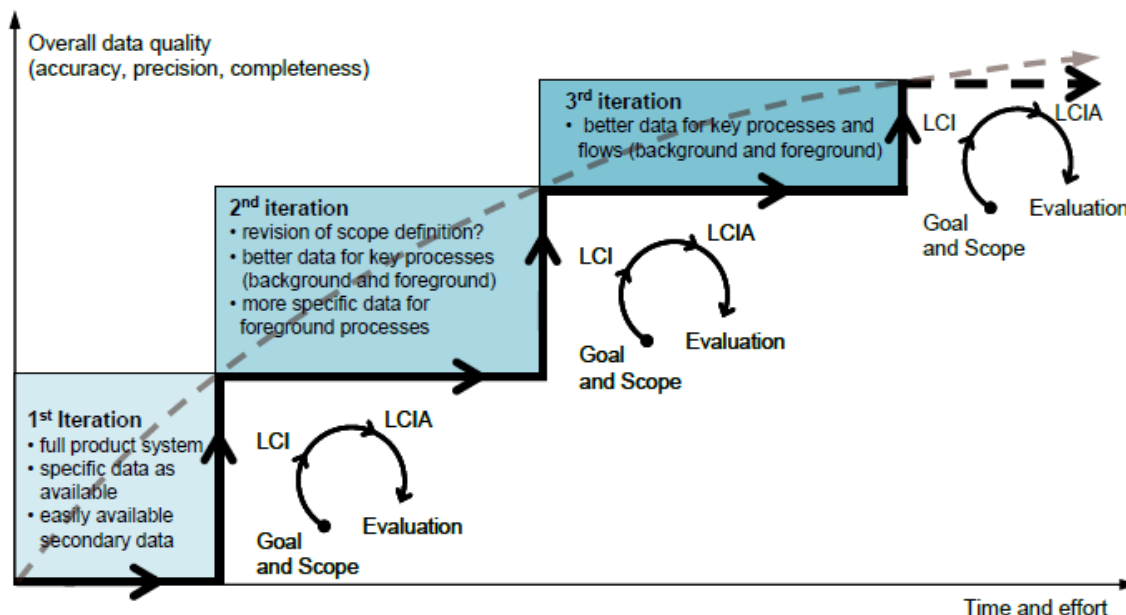 Overall data quality
(accuracy, precision, completeness)
3rd iteration
• better data for key processes and
flows (background and foreground)
LCI
LCIA
Goal
and Scope
Evaluation
2nd iteration
• revision of scope definition?
• better data for key processes
(background and foreground)
• more specific data for
foreground processes
LCI
LCIA
Goal
and Scope
Evaluation
1st Iteration
• full product system
• specific data as
available
• easily available
secondary data
LCI
LCIA
Goal
and Scope
Evaluation
Time and effort